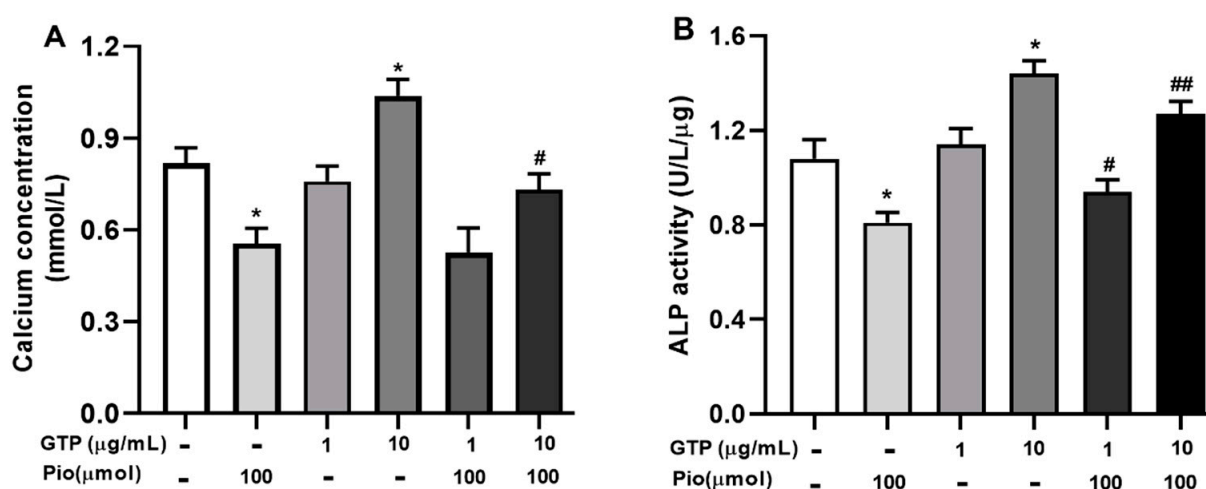 A
Calcium concentration
(mmol/L)
1.2
0.9
0.6
0.3
0.0
*
*
#
GTP (μg/mL) - - 1 10 1 10
Pio(μmol) - 100 - - 100 100
B
ALP activity (U/L/μg)
1.6
1.2
0.8
0.4
0.0
*
*
#
##
GTP (μg/mL) - - 1 10 1 10
Pio(μmol) - 100 - - 100 100